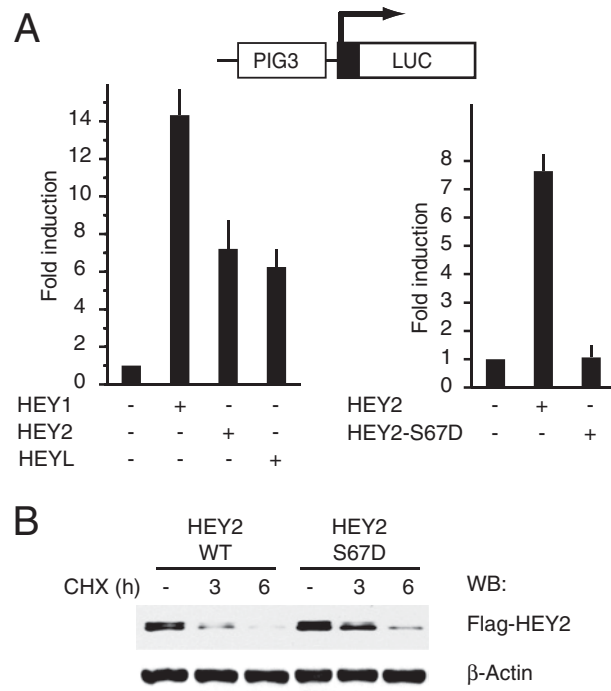 A
PIG3 LUC
Fold induction
14
12
10
8
6
4
2
0
HEY1 - + - -
HEY2 - - + -
HEYL - - - +
Fold induction
8
7
6
5
4
3
2
1
0
HEY2 - + -
HEY2-S67D - - +
B
HEY2 WT
HEY2 S67D
CHX (h) - 3 6 - 3 6 WB:
Flag-HEY2
β-Actin